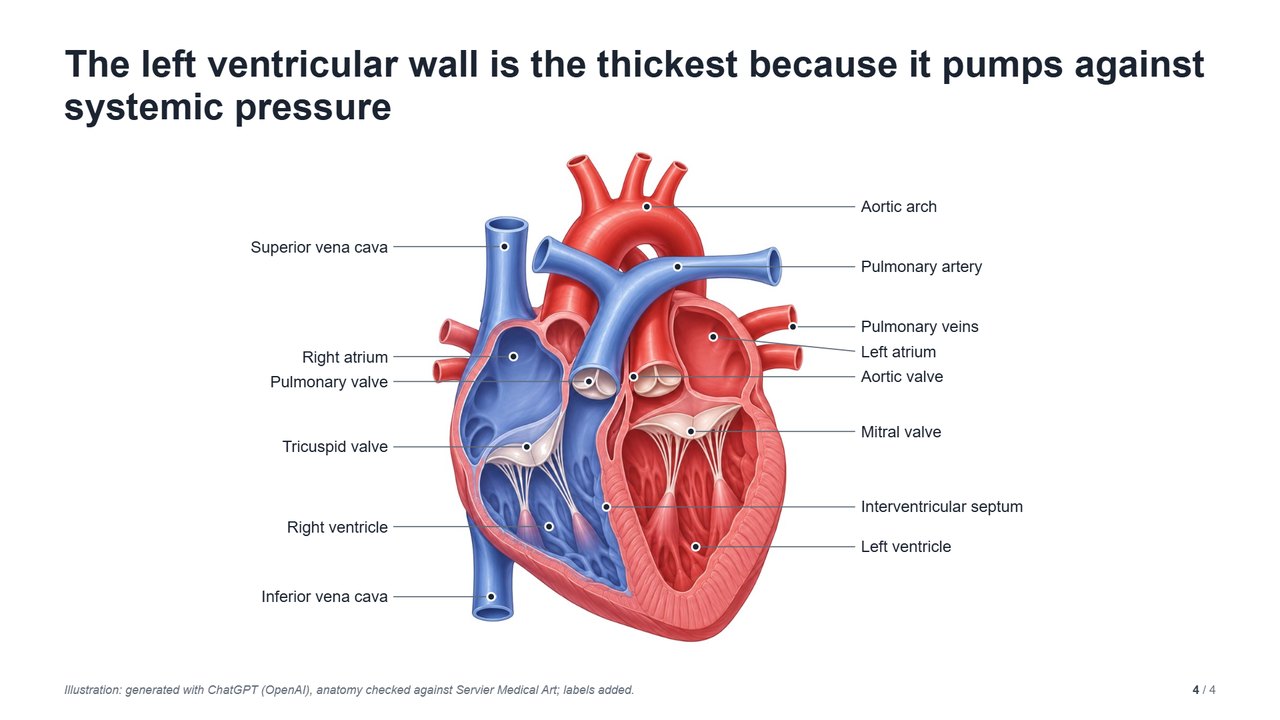 The left ventricular wall is the thickest because it pumps against
systemic pressure
Superior vena cava
Right atrium
Pulmonary valve
Tricuspid valve
Right ventricle
Inferior vena cava
Aortic arch
Pulmonary artery
Pulmonary veins
Left atrium
Aortic valve
Mitral valve
Interventricular septum
Left ventricle
Illustration: generated with ChatGPT (OpenAI), anatomy checked against Servier Medical Art; labels added.
4 / 4